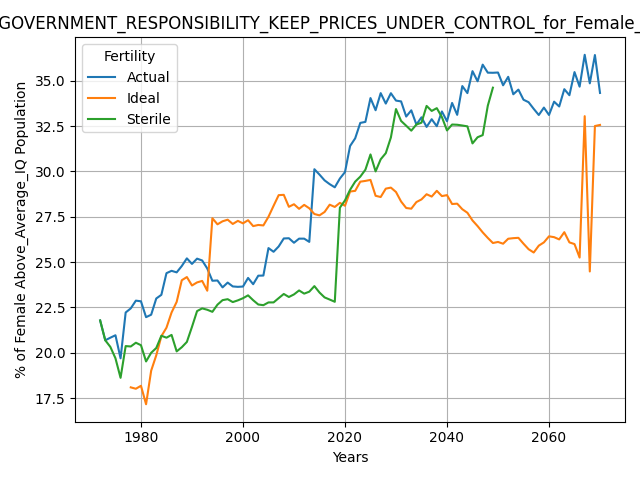 GOVERNMENT_RESPONSIBILITY_KEEP_PRICES_UNDER_CONTROL_for_Female_
Fertility
Actual
Ideal
Sterile
% of Female Above_Average_IQ Population
35.0
32.5
30.0
27.5
25.0
22.5
20.0
17.5
1980 2000 2020 2040 2060
Years